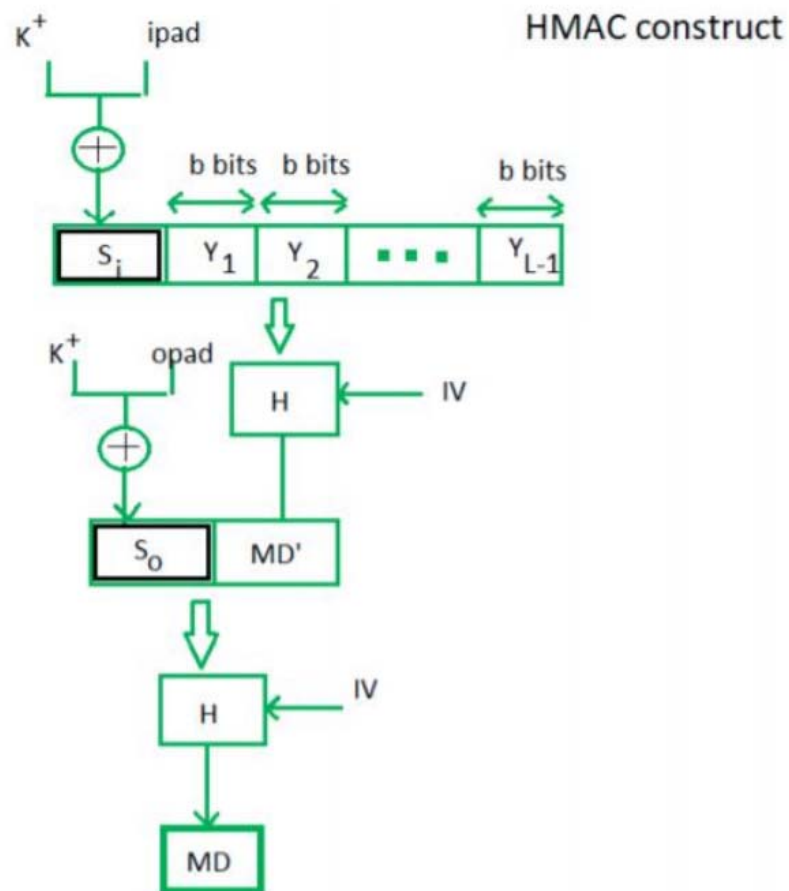 HMAC construct
K+ ipad
b bits b bits b bits
Si Y1 Y2 YL-1
K+ opad
H IV
So MD'
H IV
MD